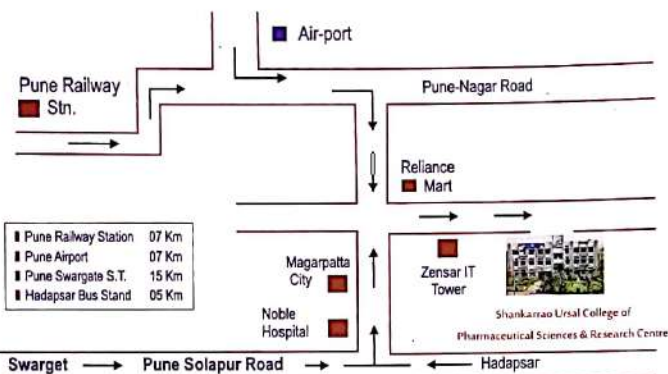 Air-port
Pune Railway
Stn.
Pune-Nagar Road
Reliance
Mart
Pune Railway Station 07 Km
Pune Airport 07 Km
Pune Swargate S.T. 15 Km
Hadapsar Bus Stand 05 Km
Magarpatta
City
Zensar IT
Tower
Noble
Hospital
Shankarrao Ursal College of
Pharmaceutical Sciences & Research Centre
Swarget
Pune Solapur Road
Hadapsar